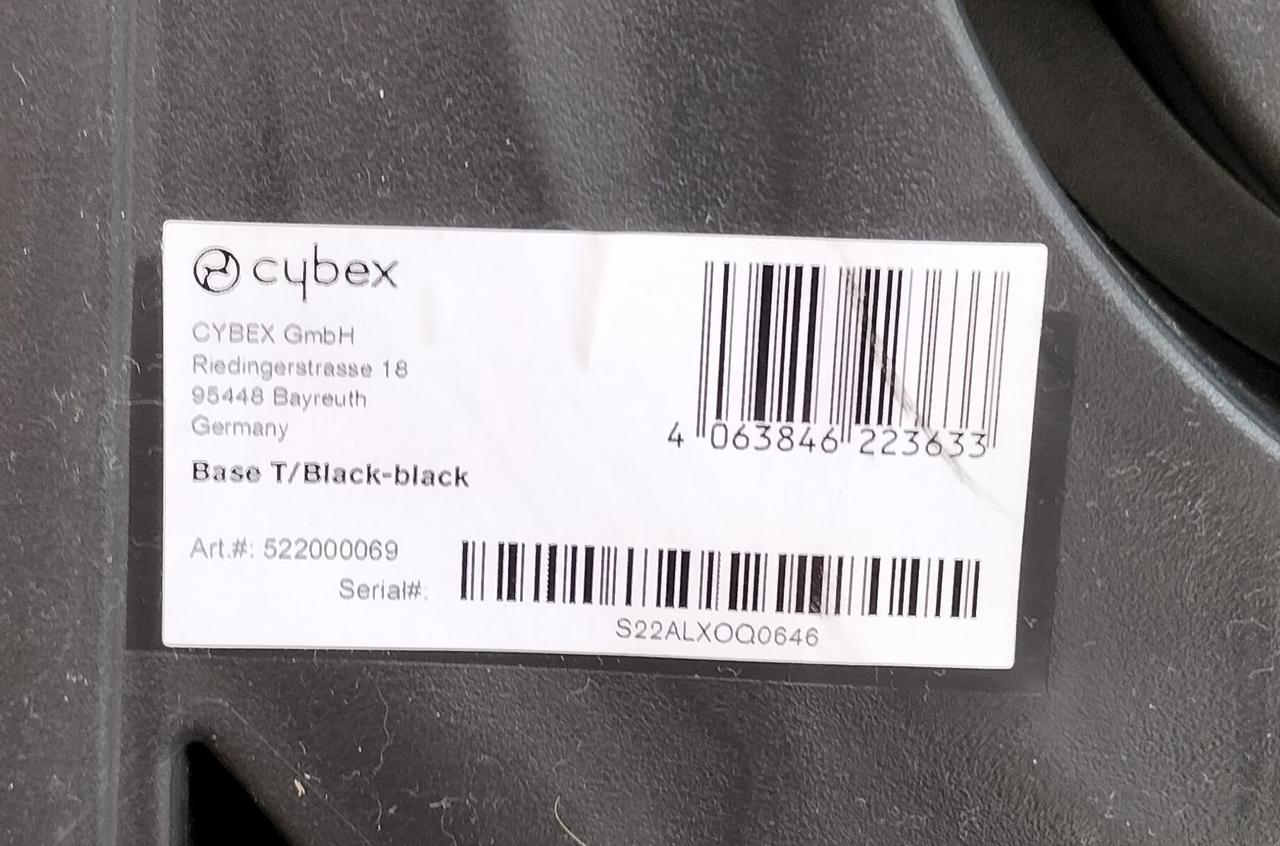 cybex
CYBEX GmbH
Riedingerstrasse 18
95448 Bayreuth
Germany
Base T/Black-black
4 063846 223633
Art.#: 522000069
Serial#:
S22ALXOQ0646